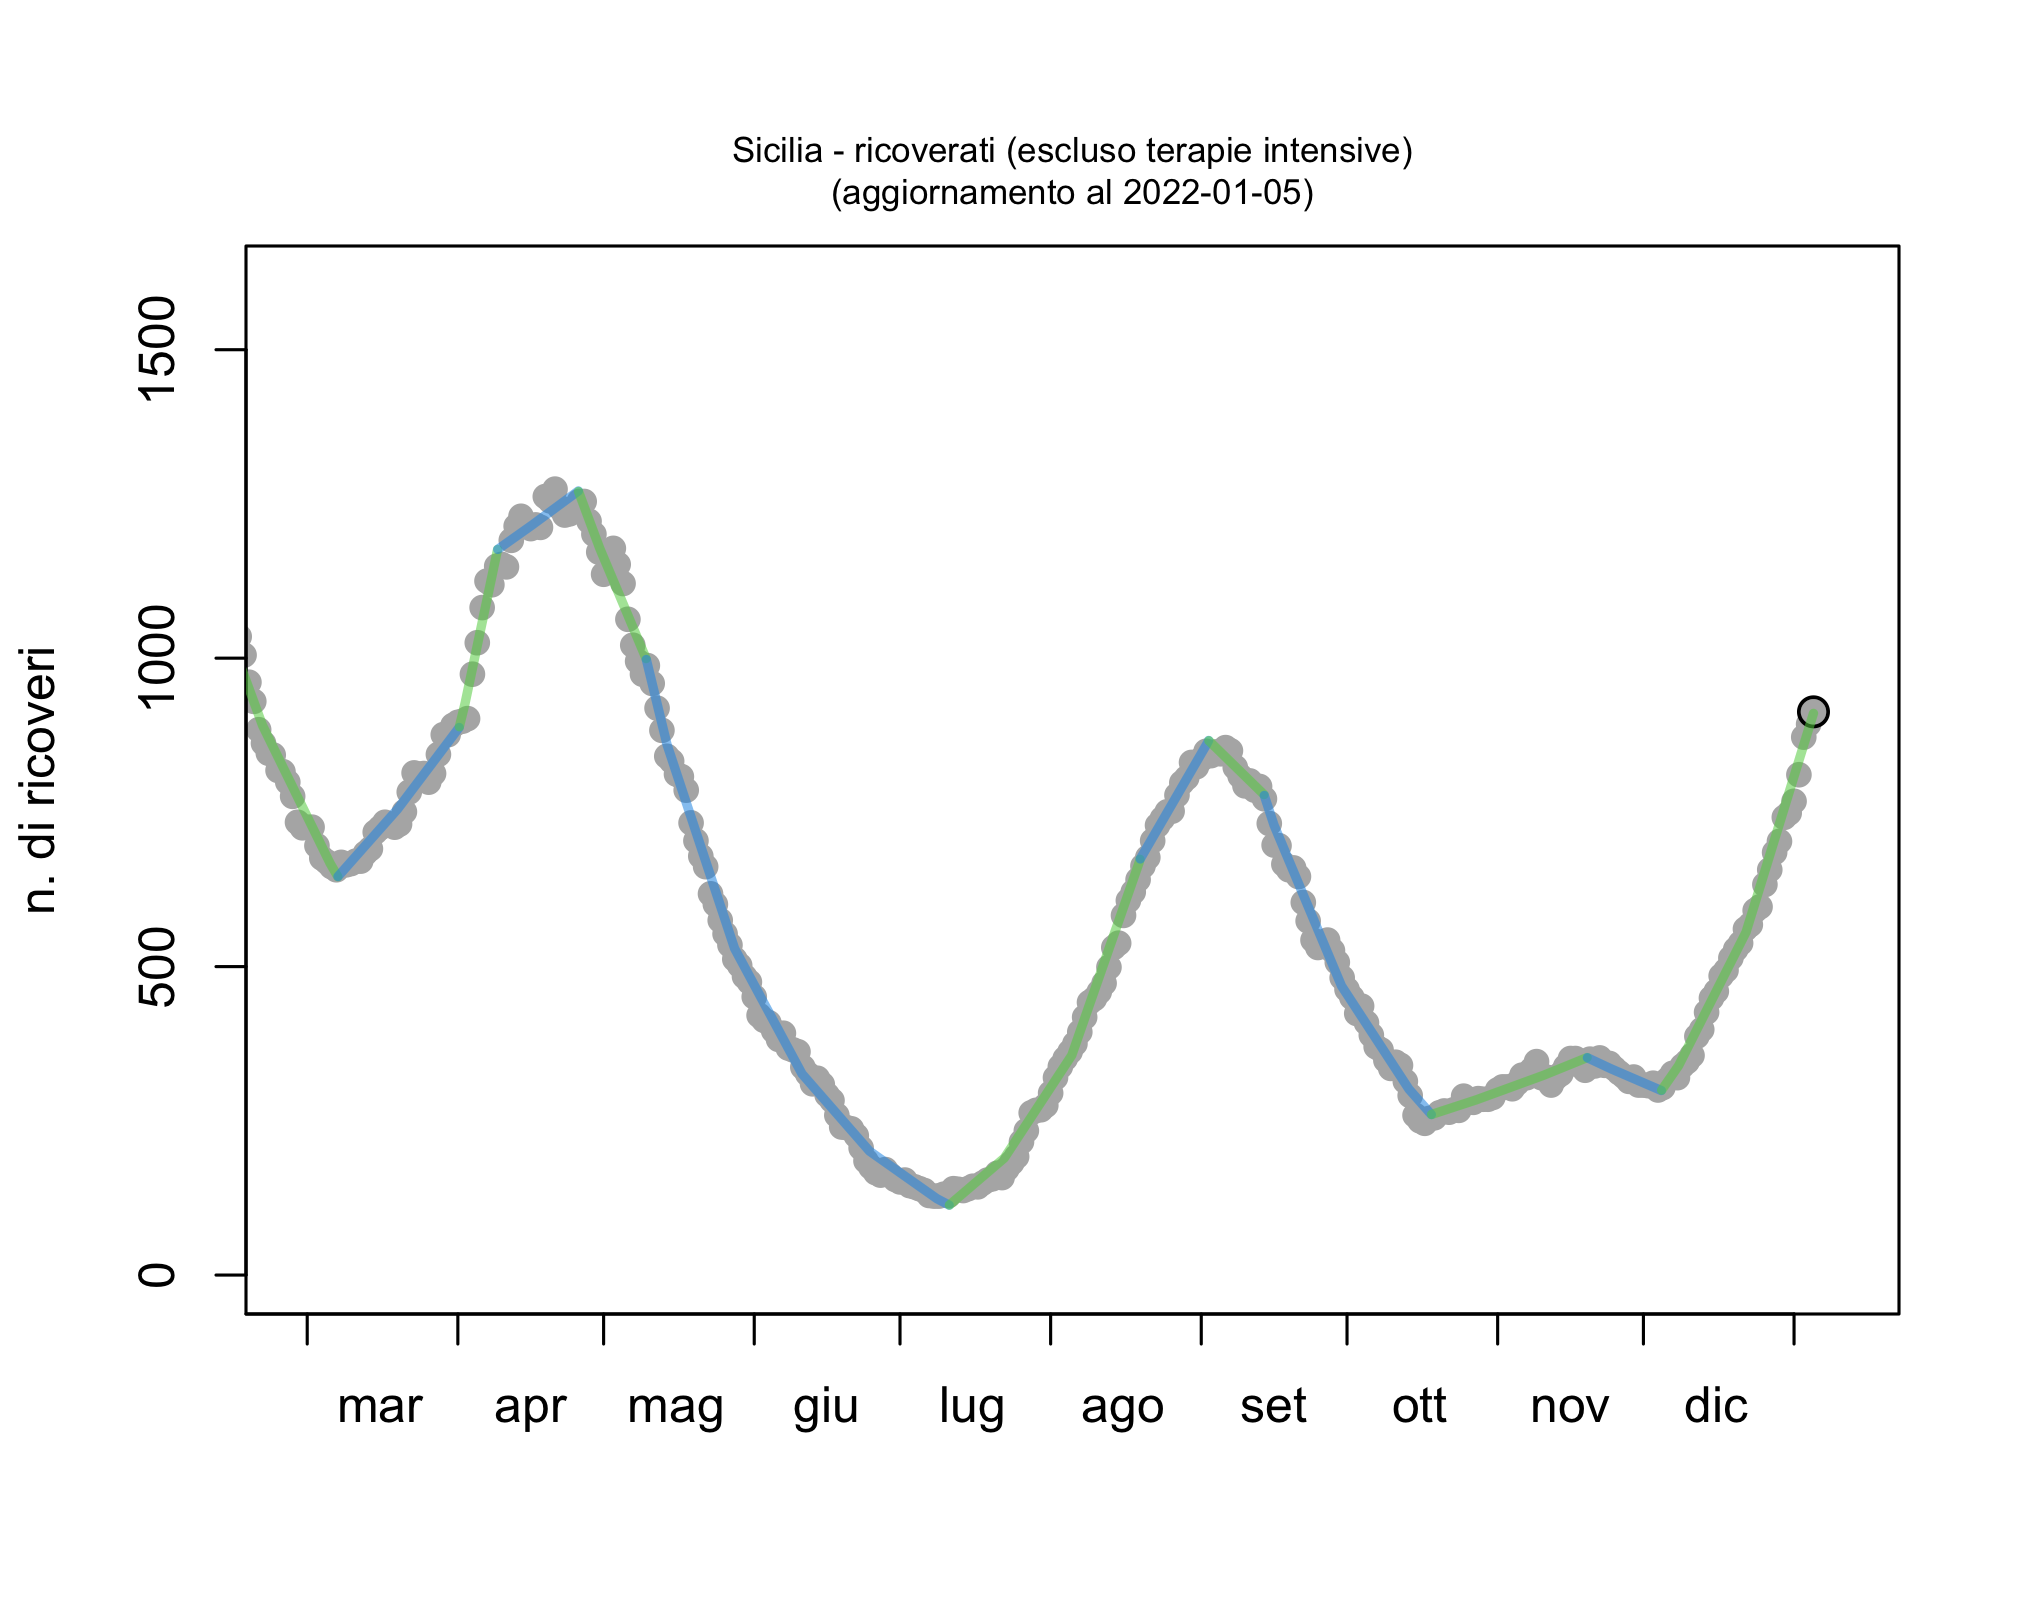 Sicilia - ricoverati (escluso terapie intensive)
(aggiornamento al 2022-01-05)
n. di ricoveri
1500
1000
500
0
mar apr mag giu lug ago set ott nov dic